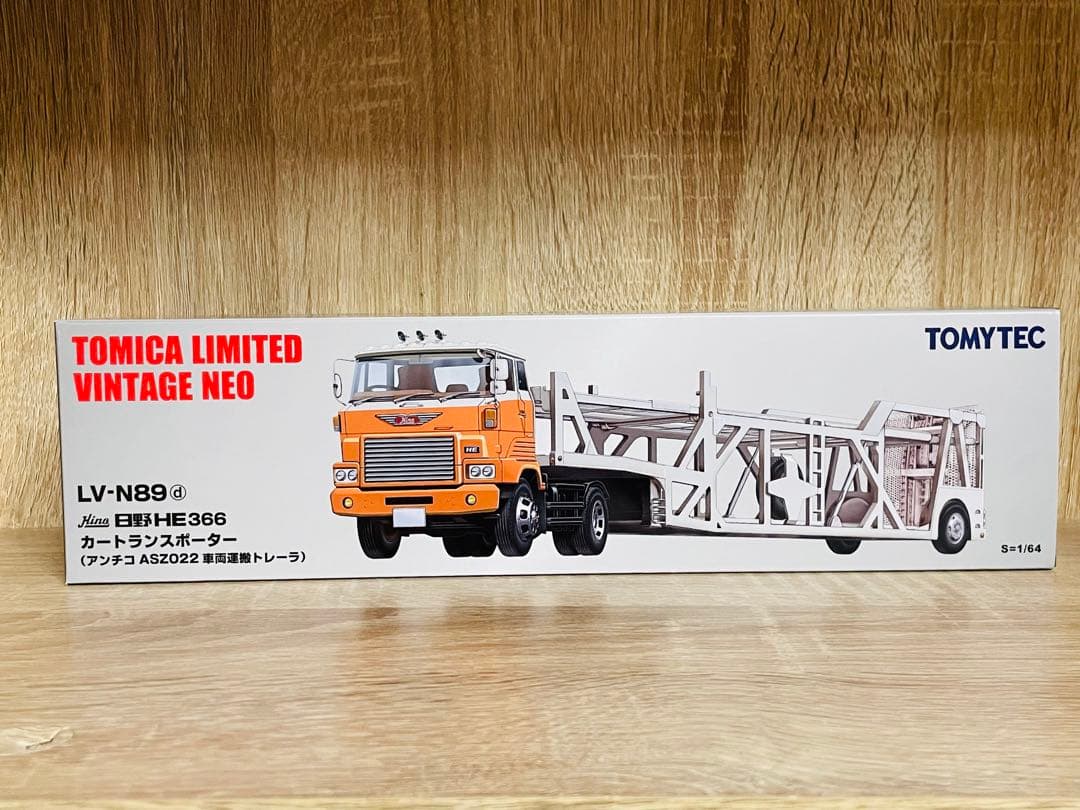 TOMICA LIMITED
VINTAGE NEO
TOMYTEC
LV-N89ⓓ
Hino 日野HE366
カートランスポーター
(アンチコ ASZ022 車両運搬トレーラ)
Hino
HE
S=1/64